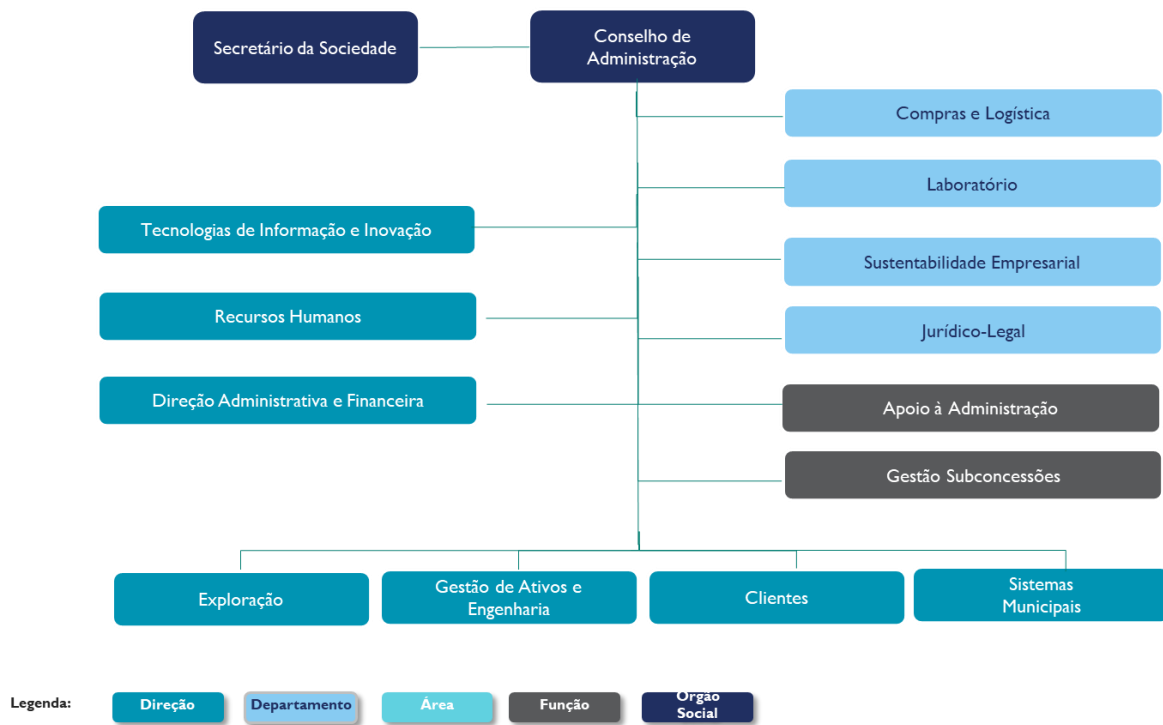 Secretário da Sociedade
Conselho de
Administração
Compras e Logística
Laboratório
Tecnologias de Informação e Inovação
Sustentabilidade Empresarial
Recursos Humanos
Jurídico-Legal
Direção Administrativa e Financeira
Apoio à Administração
Gestão Subconcessões
Exploração
Gestão de Ativos e
Engenharia
Clientes
Sistemas
Municipais
Legenda:
Direção
Departamento
Área
Função
Orgão
Social